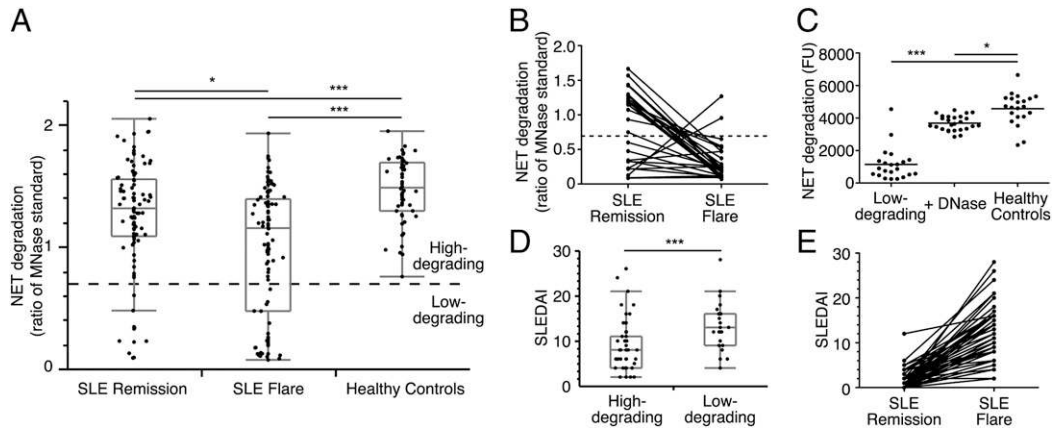 A
NET degradation
(ratio of MNase standard)
2
1
0
*
***
***
High-
degrading
Low-
degrading
SLE Remission
SLE Flare
Healthy Controls
B
NET degradation
(ratio of MNase standard)
2.0
1.5
1.0
0.5
0
SLE
Remission
SLE
Flare
C
NET degradation (FU)
8000
6000
4000
2000
0
***
*
Low-
degrading
+ DNase
Healthy
Controls
D
SLEDAI
30
20
10
0
***
High-
degrading
Low-
degrading
E
SLEDAI
30
20
10
0
SLE
Remission
SLE
Flare